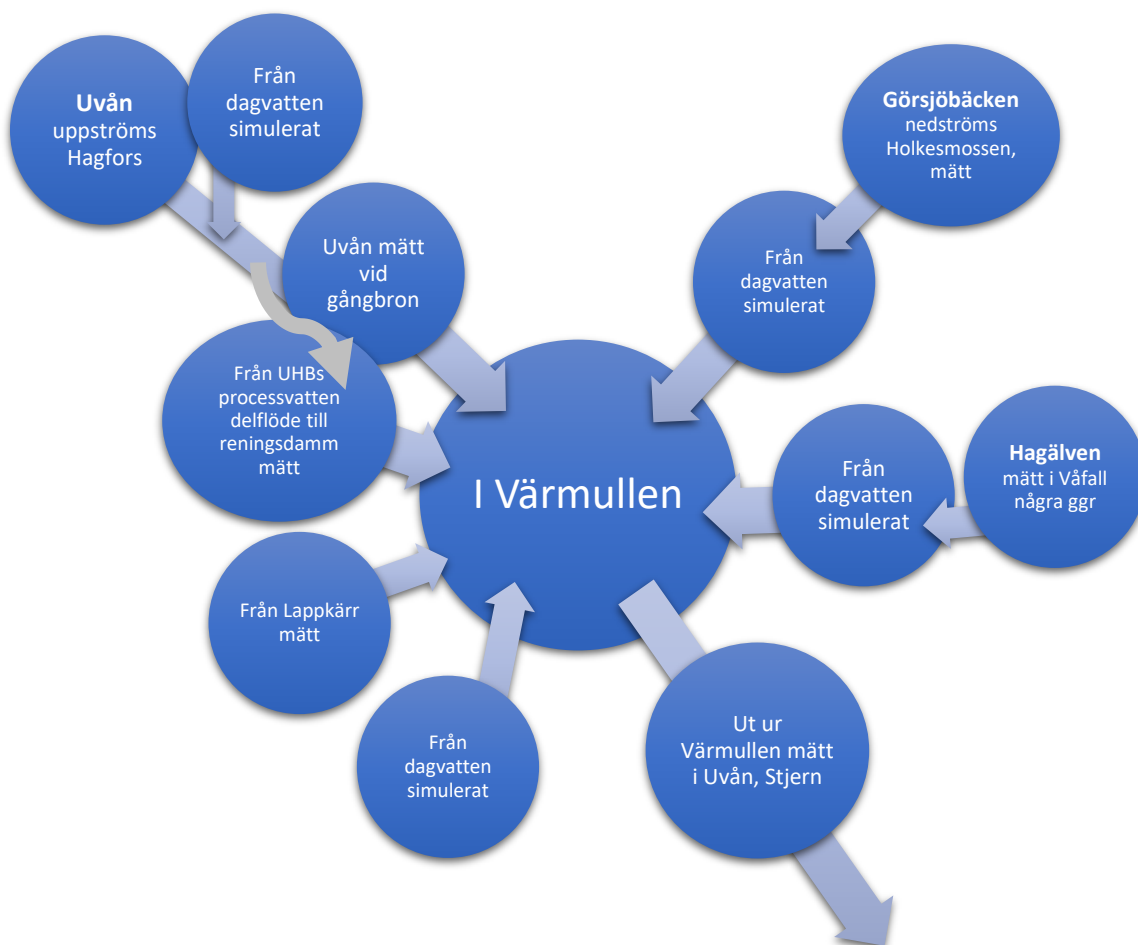 Uvån
uppströms
Hagfors
Från
dagvatten
simulerat
Uvån mätt
vid
gångbron
Från UHBs
processvatten
delflöde till
reningsdamm
mätt
Från Lappkärr
mätt
Från
dagvatten
simulerat
I Värmullen
Görsjöbäcken
nedströms
Holkesmossen,
mätt
Från
dagvatten
simulerat
Från
dagvatten
simulerat
Hagälven
mätt i Våfall
några ggr
Ut ur
Värmullen mätt
i Uvån, Stjern